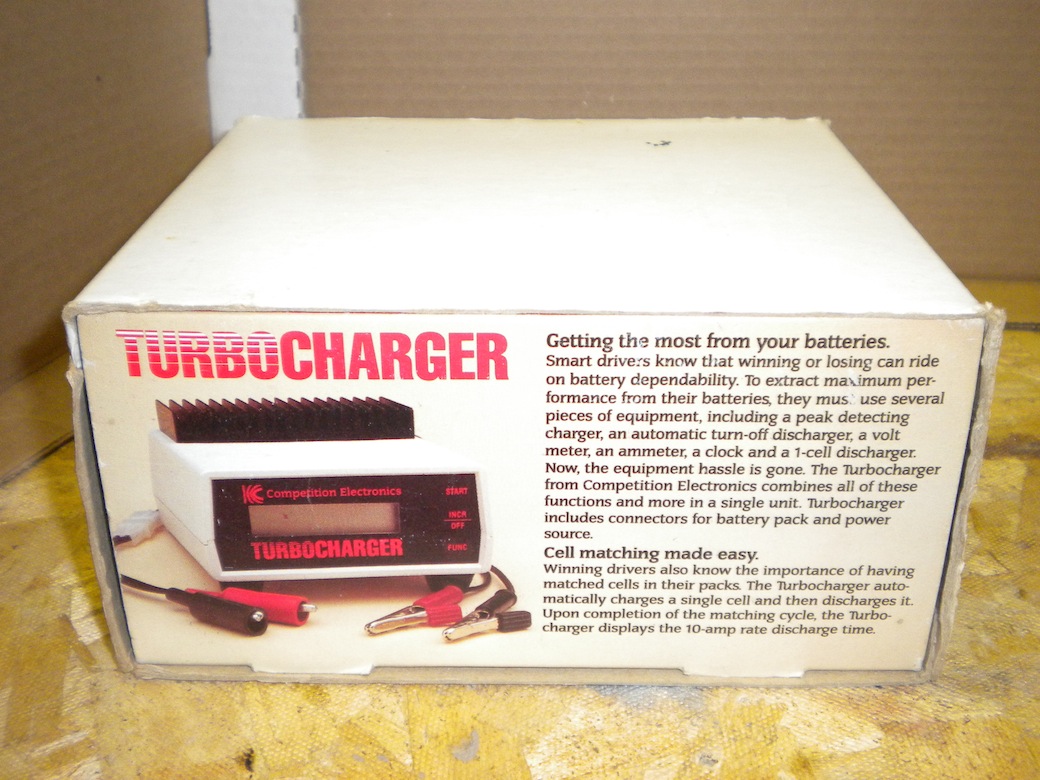 TURBOCHARGER
Competition Electronics
START
INCR
OFF
TURBOCHARGER
FUNC
Getting the most from your batteries.
Smart drivers know that winning or losing can ride
on battery dependability. To extract maximum per-
formance from their batteries, they must use several
pieces of equipment, including a peak detecting
charger, an automatic turn-off discharger, a volt
meter, an ammeter, a clock and a 1-cell discharger.
Now, the equipment hassle is gone. The Turbocharger
from Competition Electronics combines all of these
functions and more in a single unit. Turbocharger
includes connectors for battery pack and power
source.
Cell matching made easy.
Winning drivers also know the importance of having
matched cells in their packs. The Turbocharger auto-
matically charges a single cell and then discharges it.
Upon completion of the matching cycle, the Turbo-
charger displays the 10-amp rate discharge time.